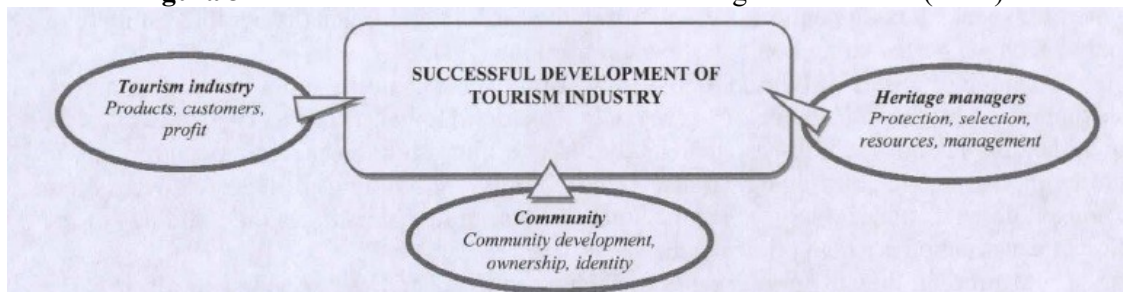 SUCCESSFUL DEVELOPMENT OF
TOURISM INDUSTRY
Tourism industry
Products, customers,
profit
Heritage managers
Protection, selection,
resources, management
Community
Community development,
ownership, identity